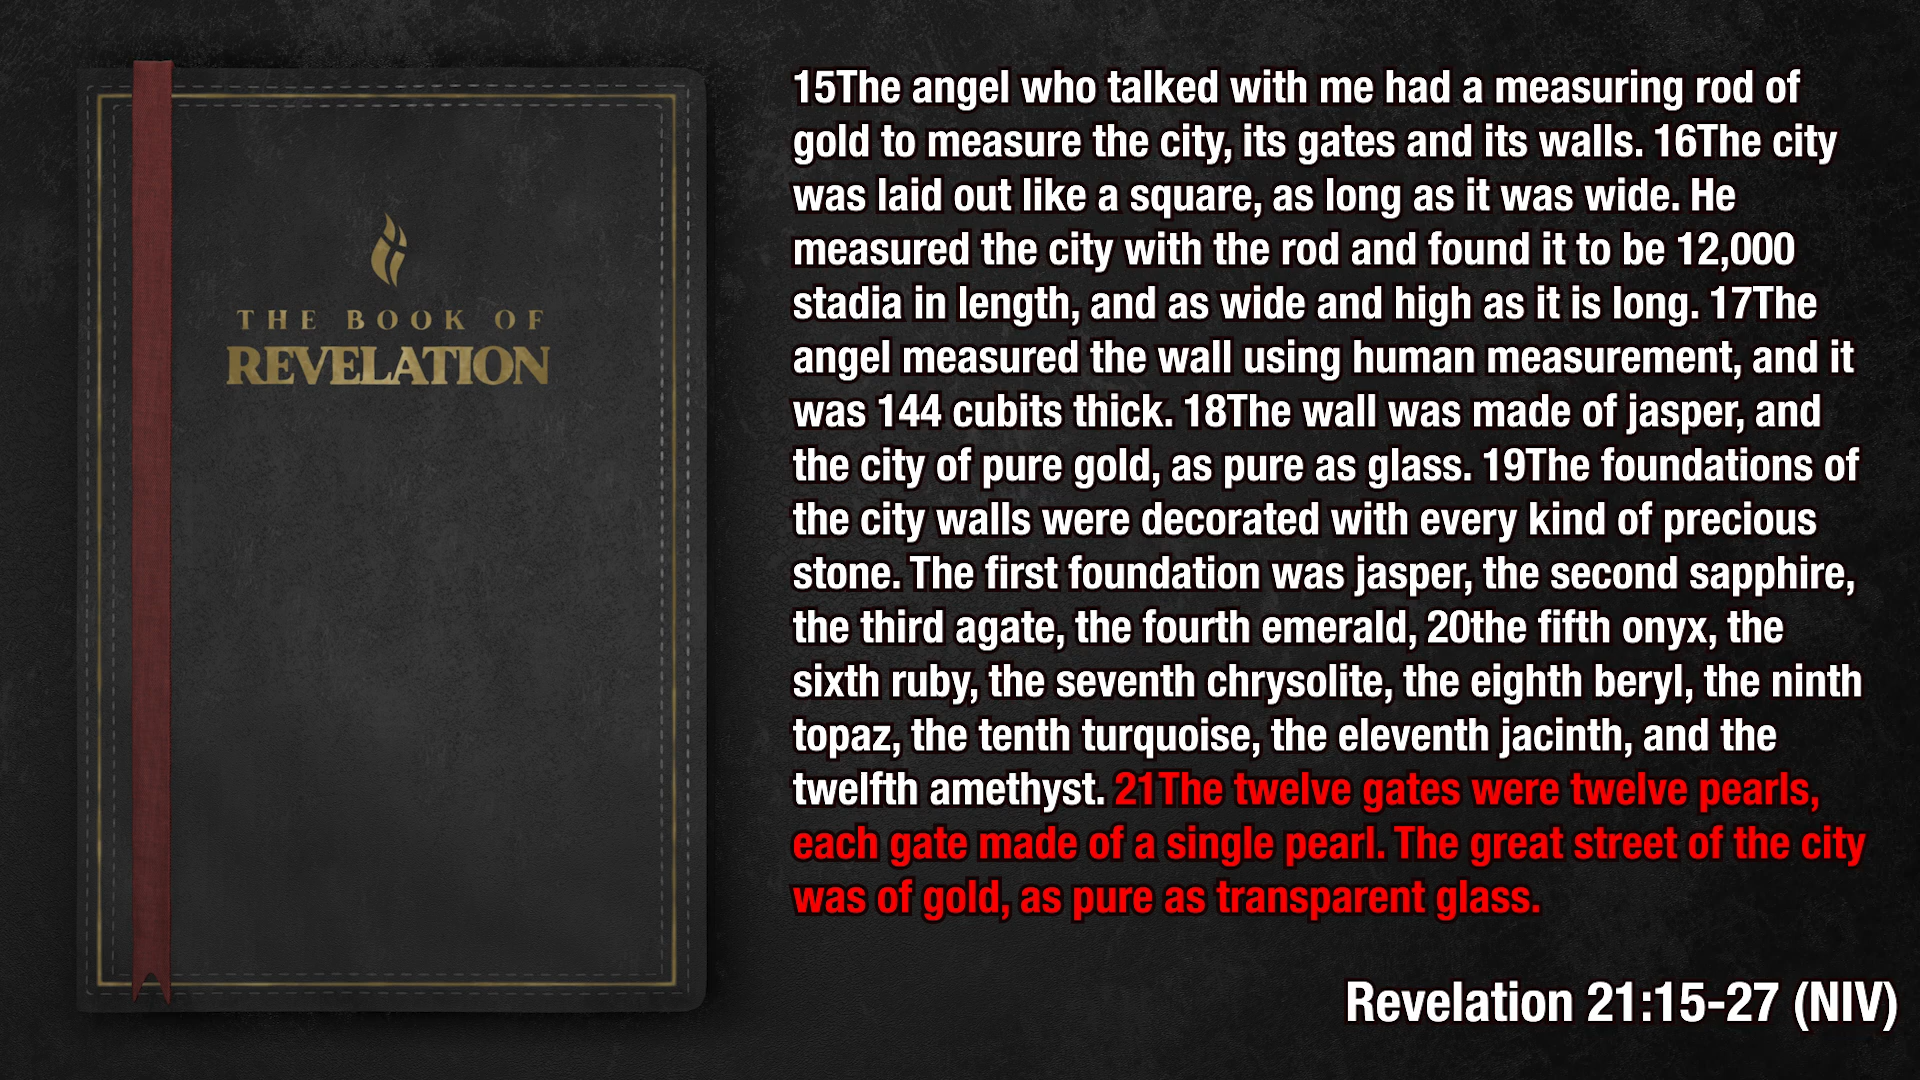 THE BOOK OF
REVELATION
15The angel who talked with me had a measuring rod of
gold to measure the city, its gates and its walls. 16The city
was laid out like a square, as long as it was wide. He
measured the city with the rod and found it to be 12,000
stadia in length, and as wide and high as it is long. 17The
angel measured the wall using human measurement, and it
was 144 cubits thick. 18The wall was made of jasper, and
the city of pure gold, as pure as glass. 19The foundations of
the city walls were decorated with every kind of precious
stone. The first foundation was jasper, the second sapphire,
the third agate, the fourth emerald, 20the fifth onyx, the
sixth ruby, the seventh chrysolite, the eighth beryl, the ninth
topaz, the tenth turquoise, the eleventh jacinth, and the
twelfth amethyst. 21The twelve gates were twelve pearls,
each gate made of a single pearl. The great street of the city
was of gold, as pure as transparent glass.
Revelation 21:15-27 (NIV)